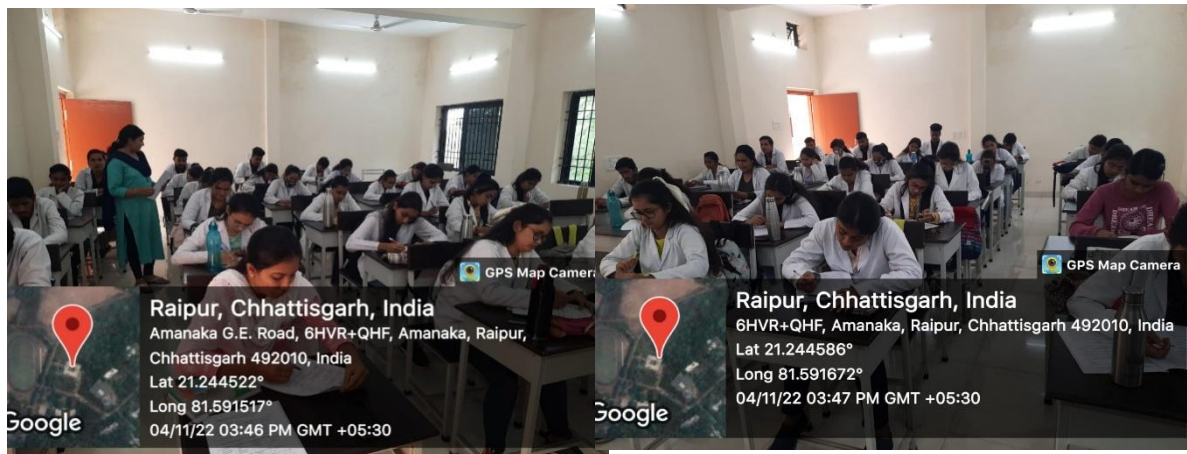 GPS Map Camera
Raipur, Chhattisgarh, India
Amanaka G.E. Road, 6HVR+QHF, Amanaka, Raipur,
Chhattisgarh 492010, India
Lat 21.244522°
Long 81.591517°
04/11/22 03:46 PM GMT +05:30
Google
GPS Map Camera
Raipur, Chhattisgarh, India
6HVR+QHF, Amanaka, Raipur, Chhattisgarh 492010, India
Lat 21.244586°
Long 81.591672°
04/11/22 03:47 PM GMT +05:30
Google